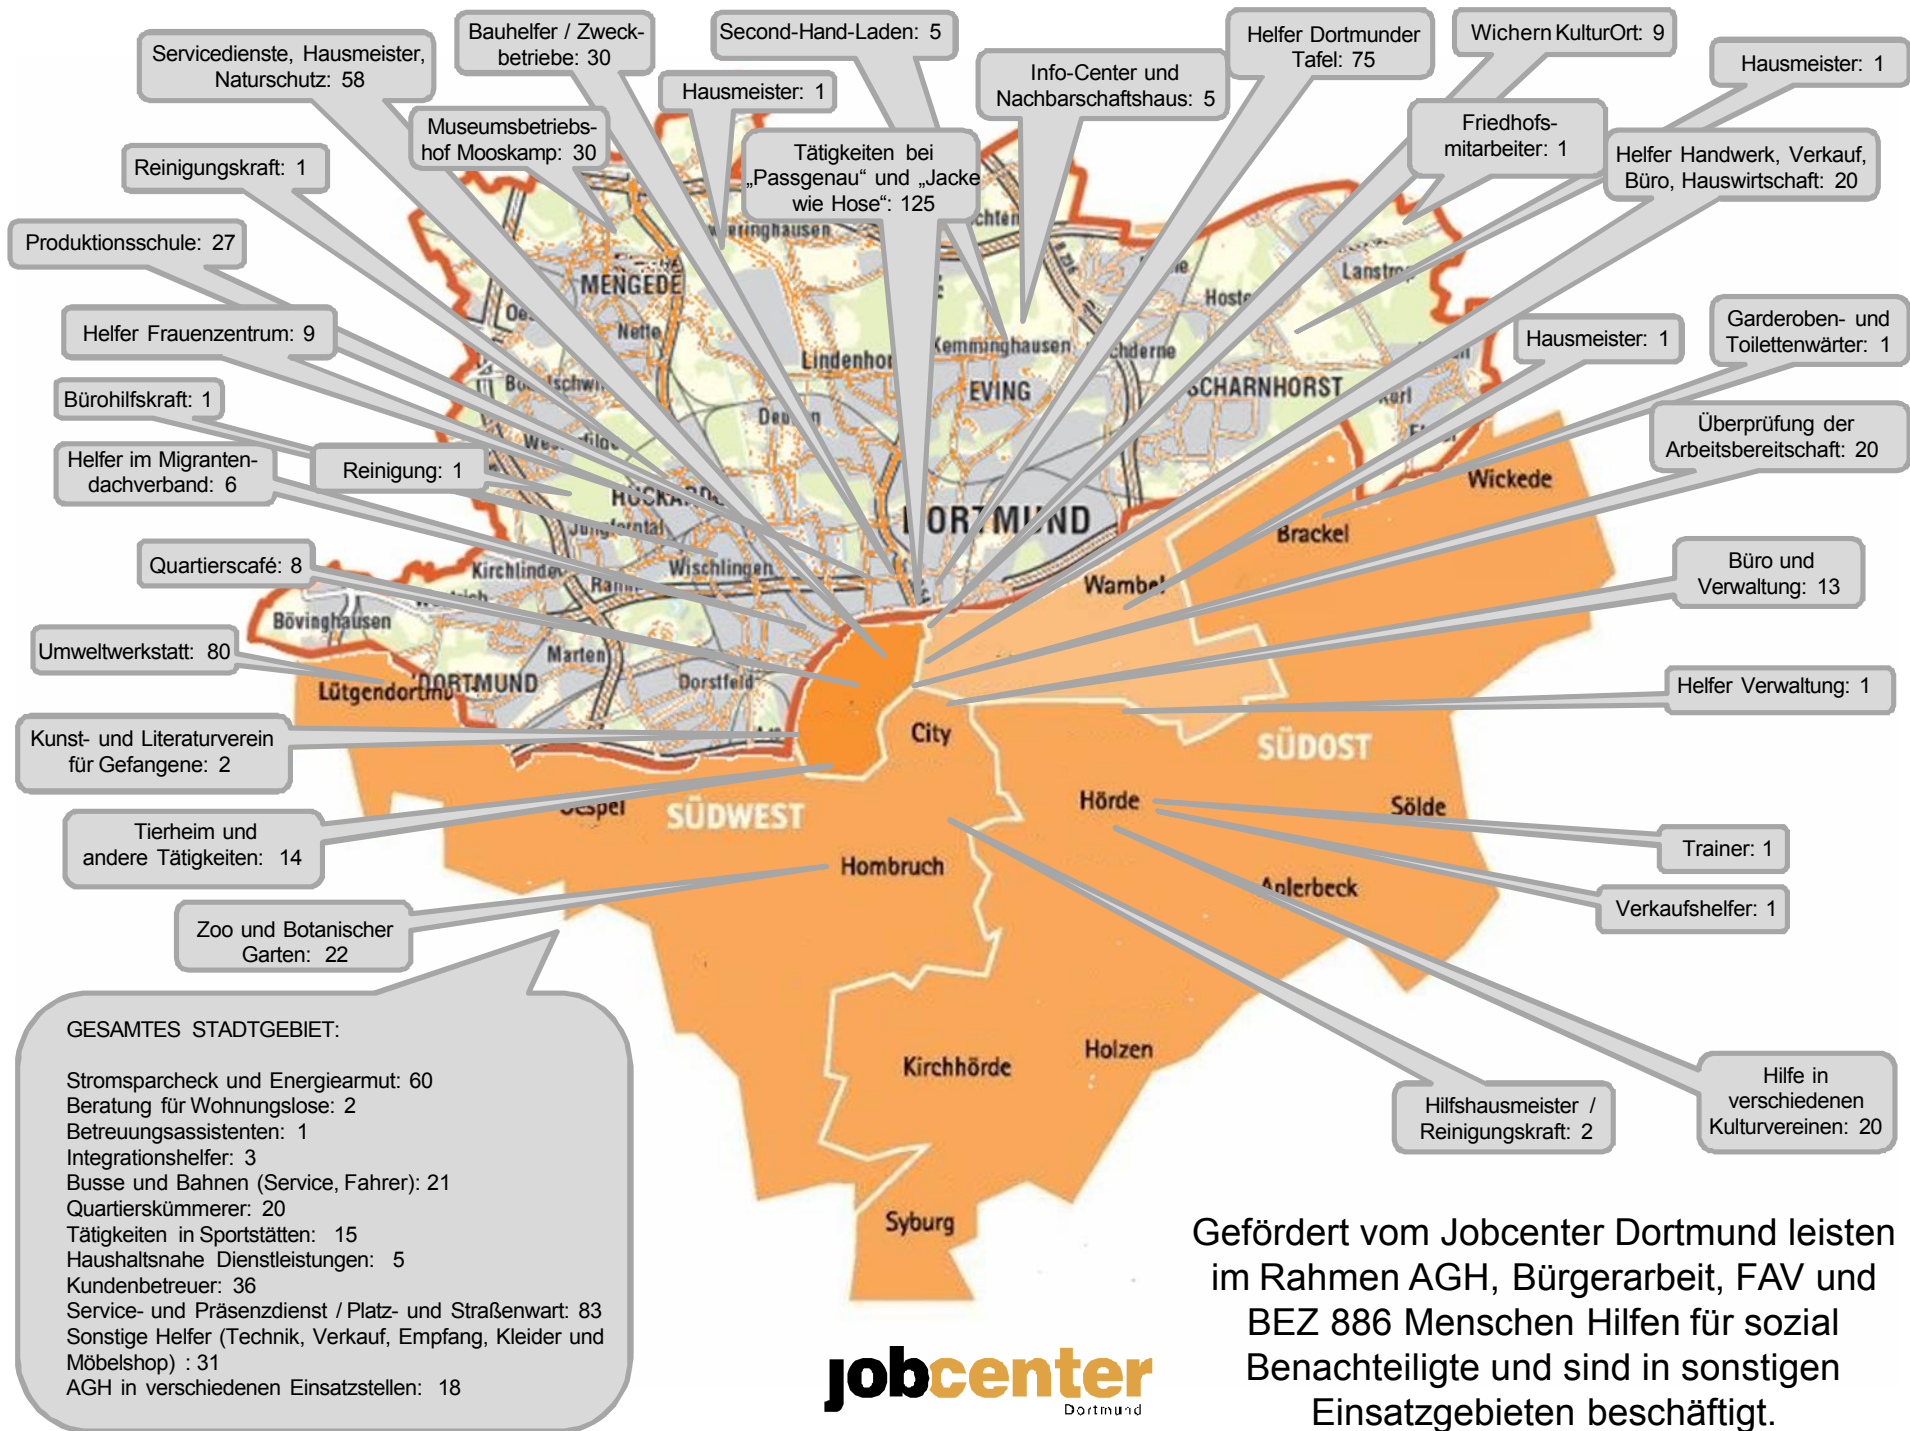 Servicedienste, Hausmeister,
Naturschutz: 58
Bauhelfer / Zweck-
betriebe: 30
Second-Hand-Laden: 5
Helfer Dortmunder
Tafel: 75
Wichern KulturOrt: 9
Hausmeister: 1
Hausmeister: 1
Info-Center und
Nachbarschaftshaus: 5
Museumsbetriebs-
hof Mooskamp: 30
Tätigkeiten bei
„Passgenau“ und „Jacke
wie Hose“: 125
Friedhofs-
mitarbeiter: 1
Helfer Handwerk, Verkauf,
Büro, Hauswirtschaft: 20
Reinigungskraft: 1
Produktionsschule: 27
Helfer Frauenzentrum: 9
Hausmeister: 1
Garderoben- und
Toilettenwärter: 1
Bürohilfskraft: 1
Überprüfung der
Arbeitsbereitschaft: 20
Helfer im Migranten-
dachverband: 6
Reinigung: 1
Quartierscafé: 8
Büro und
Verwaltung: 13
Umweltwerkstatt: 80
Helfer Verwaltung: 1
Kunst- und Literaturverein
für Gefangene: 2
Tierheim und
andere Tätigkeiten: 14
Trainer: 1
Verkaufshelfer: 1
Zoo und Botanischer
Garten: 22
Hilfshausmeister /
Reinigungskraft: 2
Hilfe in
verschiedenen
Kulturvereinen: 20
MENGEDE
Nette
Kemminghausen
EVING
SCHARNHORST
DORTMUND
Wischlingen
Bövinghausen
Marten
Dorstfeld
DORTMUND
Wickede
Brackel
City
SÜDOST
SÜDWEST
Hörde
Sölde
Hombruch
Aplerbeck
Kirchhörde
Holzen
Syburg
GESAMTES STADTGEBIET:
Stromsparcheck und Energiearmut: 60
Beratung für Wohnungslose: 2
Betreuungsassistenten: 1
Integrationshelfer: 3
Busse und Bahnen (Service, Fahrer): 21
Quartierskümmerer: 20
Tätigkeiten in Sportstätten: 15
Haushaltsnahe Dienstleistungen: 5
Kundenbetreuer: 36
Service- und Präsenzdienst / Platz- und Straßenwart: 83
Sonstige Helfer (Technik, Verkauf, Empfang, Kleider und
Möbelshop) : 31
AGH in verschiedenen Einsatzstellen: 18
jobcenter
Dortmund
Gefördert vom Jobcenter Dortmund leisten
im Rahmen AGH, Bürgerarbeit, FAV und
BEZ 886 Menschen Hilfen für sozial
Benachteiligte und sind in sonstigen
Einsatzgebieten beschäftigt.